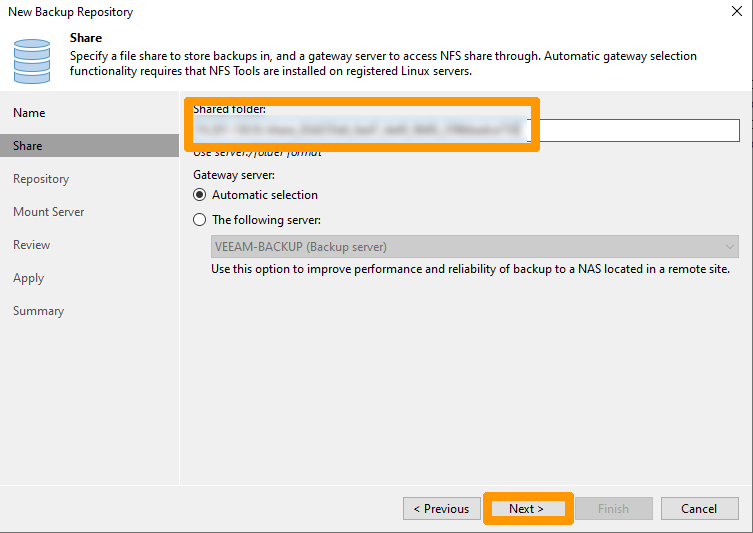 New Backup Repository
Share
Specify a file share to store backups in, and a gateway server to access NFS share through. Automatic gateway selection
functionality requires that NFS Tools are installed on registered Linux servers.
Name
Share
Repository
Mount Server
Review
Apply
Summary
Shared folder:
Use server:/folder format
Gateway server:
Automatic selection
The following server:
VEEAM-BACKUP (Backup server)
Use this option to improve performance and reliability of backup to a NAS located in a remote site.
< Previous
Next >
Finish
Cancel